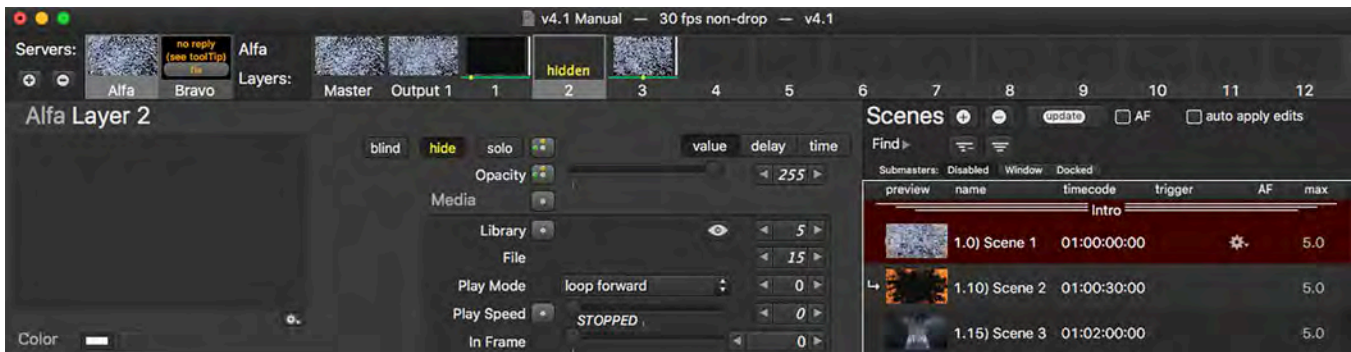 v4.1 Manual — 30 fps non-drop — v4.1
Servers:
no reply
(see toolTip)
fix
Alfa
Layers:
hidden
Alfa Bravo Master Output 1 1 2 3 4 5 6 7 8 9 10 11 12
Alfa Layer 2
blind hide solo value delay time
Opacity 255
Media
Library 5
File 15
Play Mode loop forward 0
Play Speed STOPPED 0
In Frame 0
Color
Scenes update AF auto apply edits
Find
Submasters: Disabled Window Docked
preview name timecode trigger AF max
Intro
1.0) Scene 1 01:00:00:00 5.0
1.10) Scene 2 01:00:30:00 5.0
1.15) Scene 3 01:02:00:00 5.0